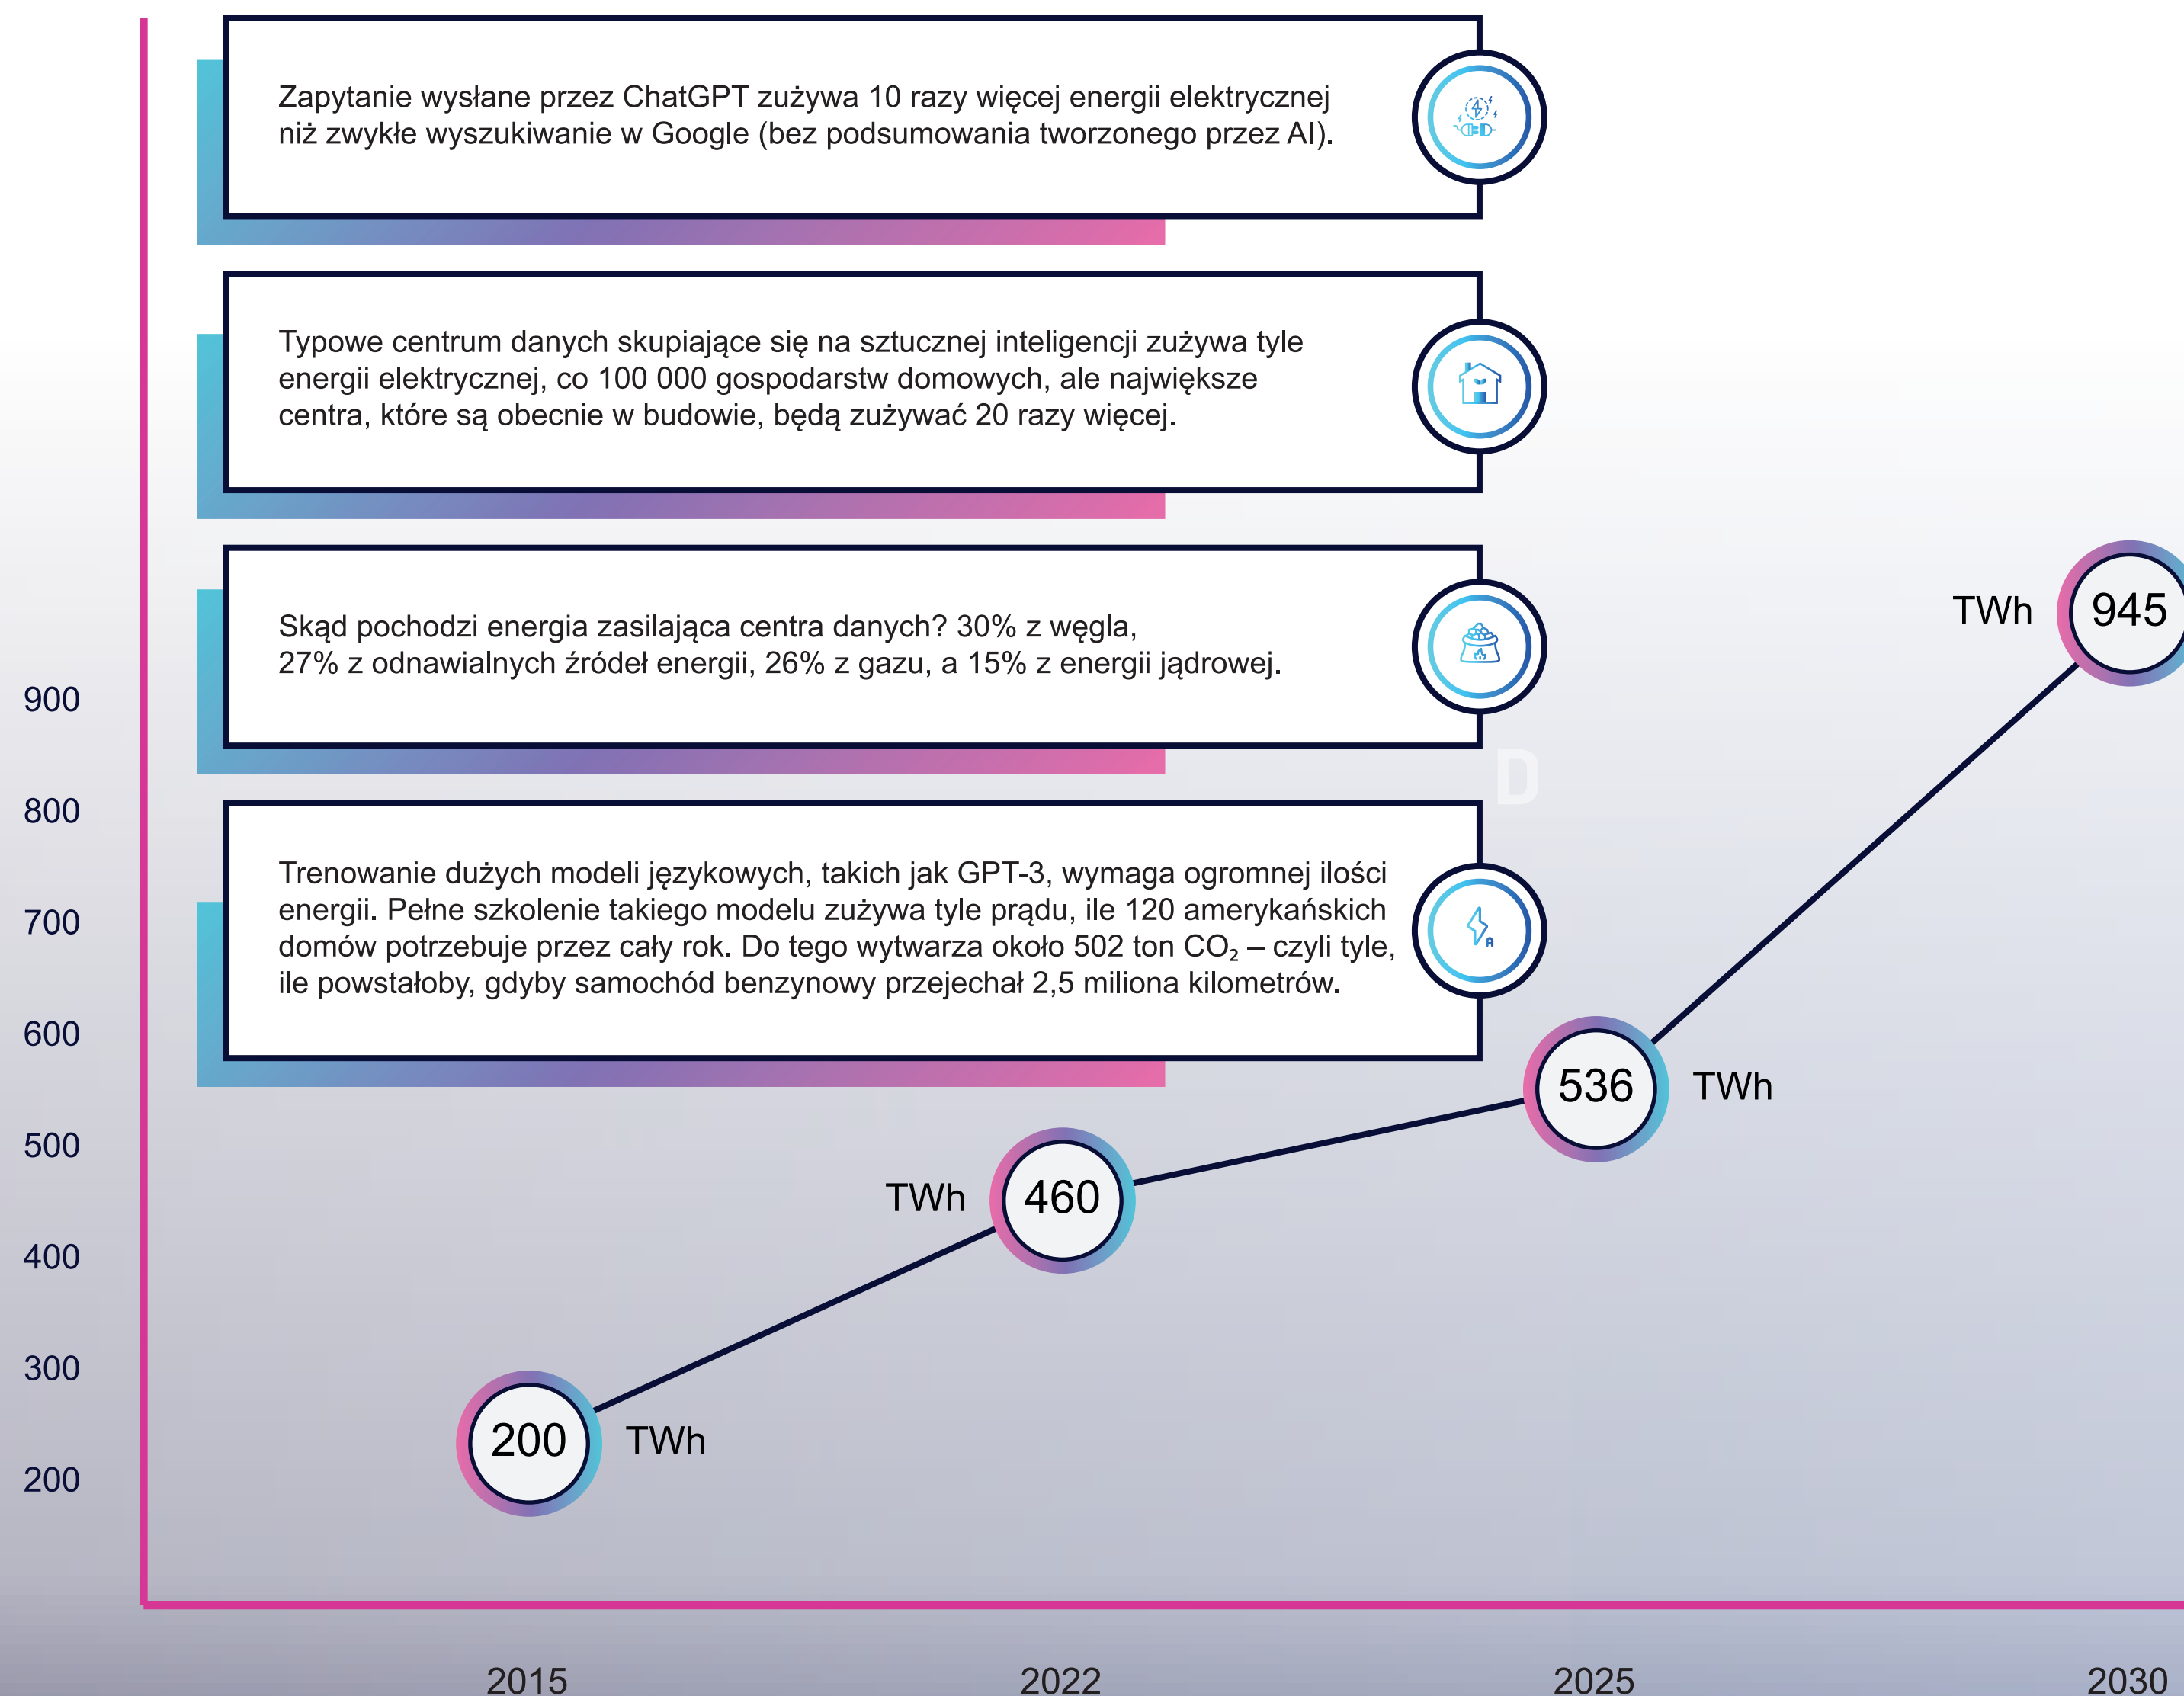 Zapytanie wysłane przez ChatGPT zużywa 10 razy więcej energii elektrycznej
niż zwykłe wyszukiwanie w Google (bez podsumowania tworzonego przez AI).
Typowe centrum danych skupiające się na sztucznej inteligencji zużywa tyle
energii elektrycznej, co 100 000 gospodarstw domowych, ale największe
centra, które są obecnie w budowie, będą zużywać 20 razy więcej.
Skąd pochodzi energia zasilająca centra danych? 30% z węgla,
27% z odnawialnych źródeł energii, 26% z gazu, a 15% z energii jądrowej.
D
Trenowanie dużych modeli językowych, takich jak GPT-3, wymaga ogromnej ilości
energii. Pełne szkolenie takiego modelu zużywa tyle prądu, ile 120 amerykańskich
domów potrzebuje przez cały rok. Do tego wytwarza około 502 ton CO₂ – czyli tyle,
ile powstałoby, gdyby samochód benzynowy przejechał 2,5 miliona kilometrów.
A
900
800
700
600
500
400
300
200
200 TWh
TWh 460
536 TWh
TWh 945
2015 2022 2025 2030